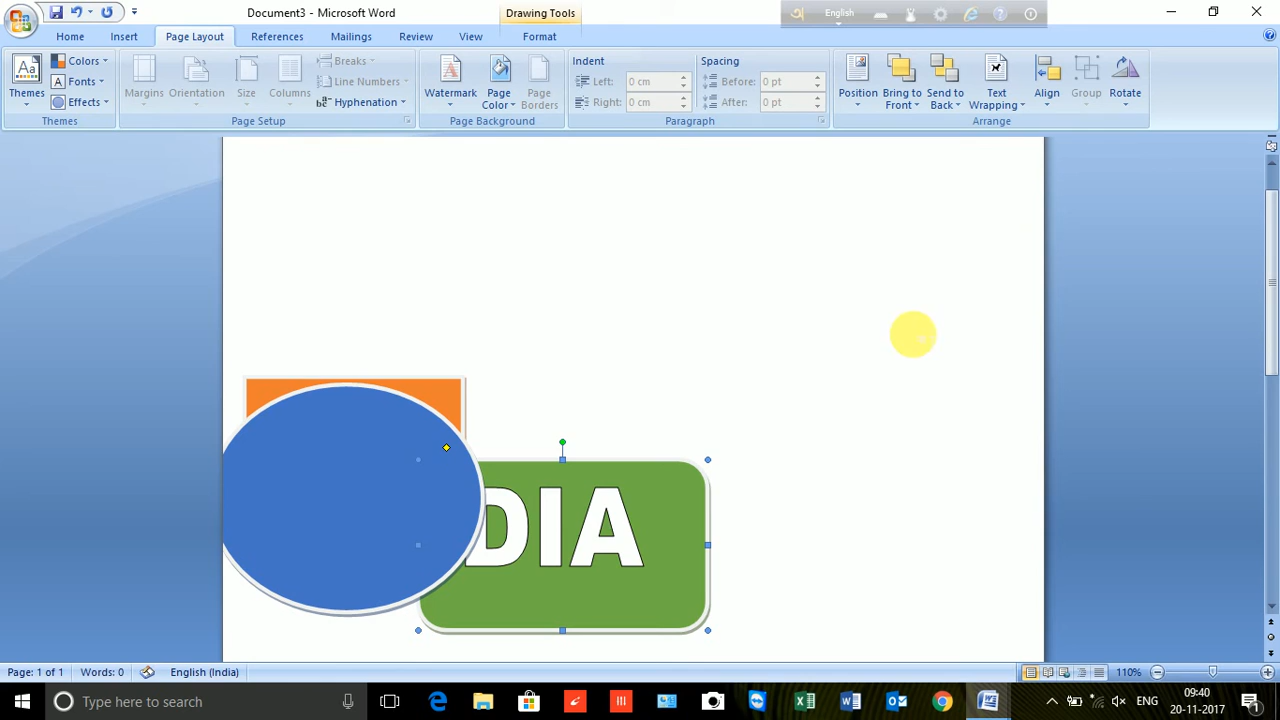 Document3 - Microsoft Word
Drawing Tools
English
Home Insert Page Layout References Mailings Review View Format
Themes
Colors
Fonts
Effects
Themes
Margins
Orientation
Size
Columns
Breaks
Line Numbers
Hyphenation
Page Setup
Watermark
Page Color
Page Borders
Page Background
Indent
Left: 0 cm
Right: 0 cm
Spacing
Before: 0 pt
After: 0 pt
Paragraph
Position
Bring to Front
Send to Back
Text Wrapping
Align
Group
Rotate
Arrange
DIA
Page: 1 of 1 Words: 0 English (India) 110%
Type here to search
ENG
09:40
20-11-2017